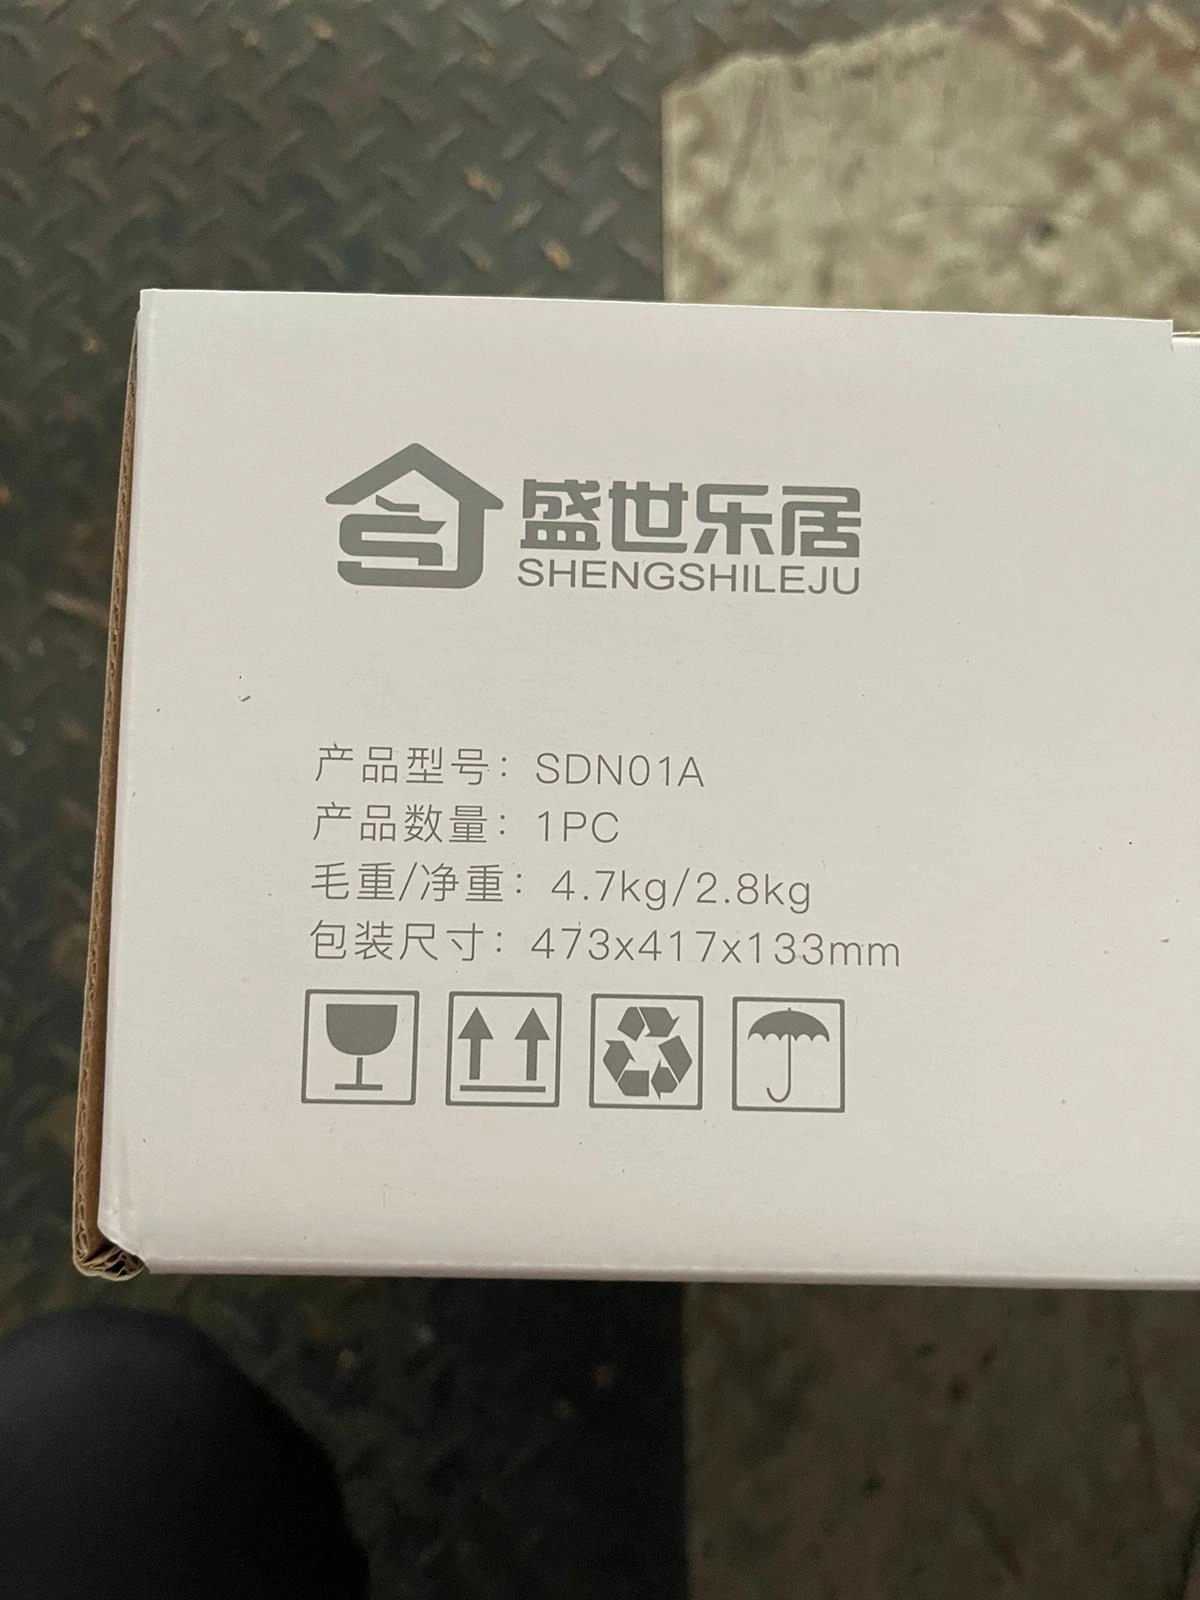 盛世乐居
SHENGSHILEJU
产品型号：SDN01A
产品数量：1PC
毛重/净重：4.7kg/2.8kg
包装尺寸：473x417x133mm